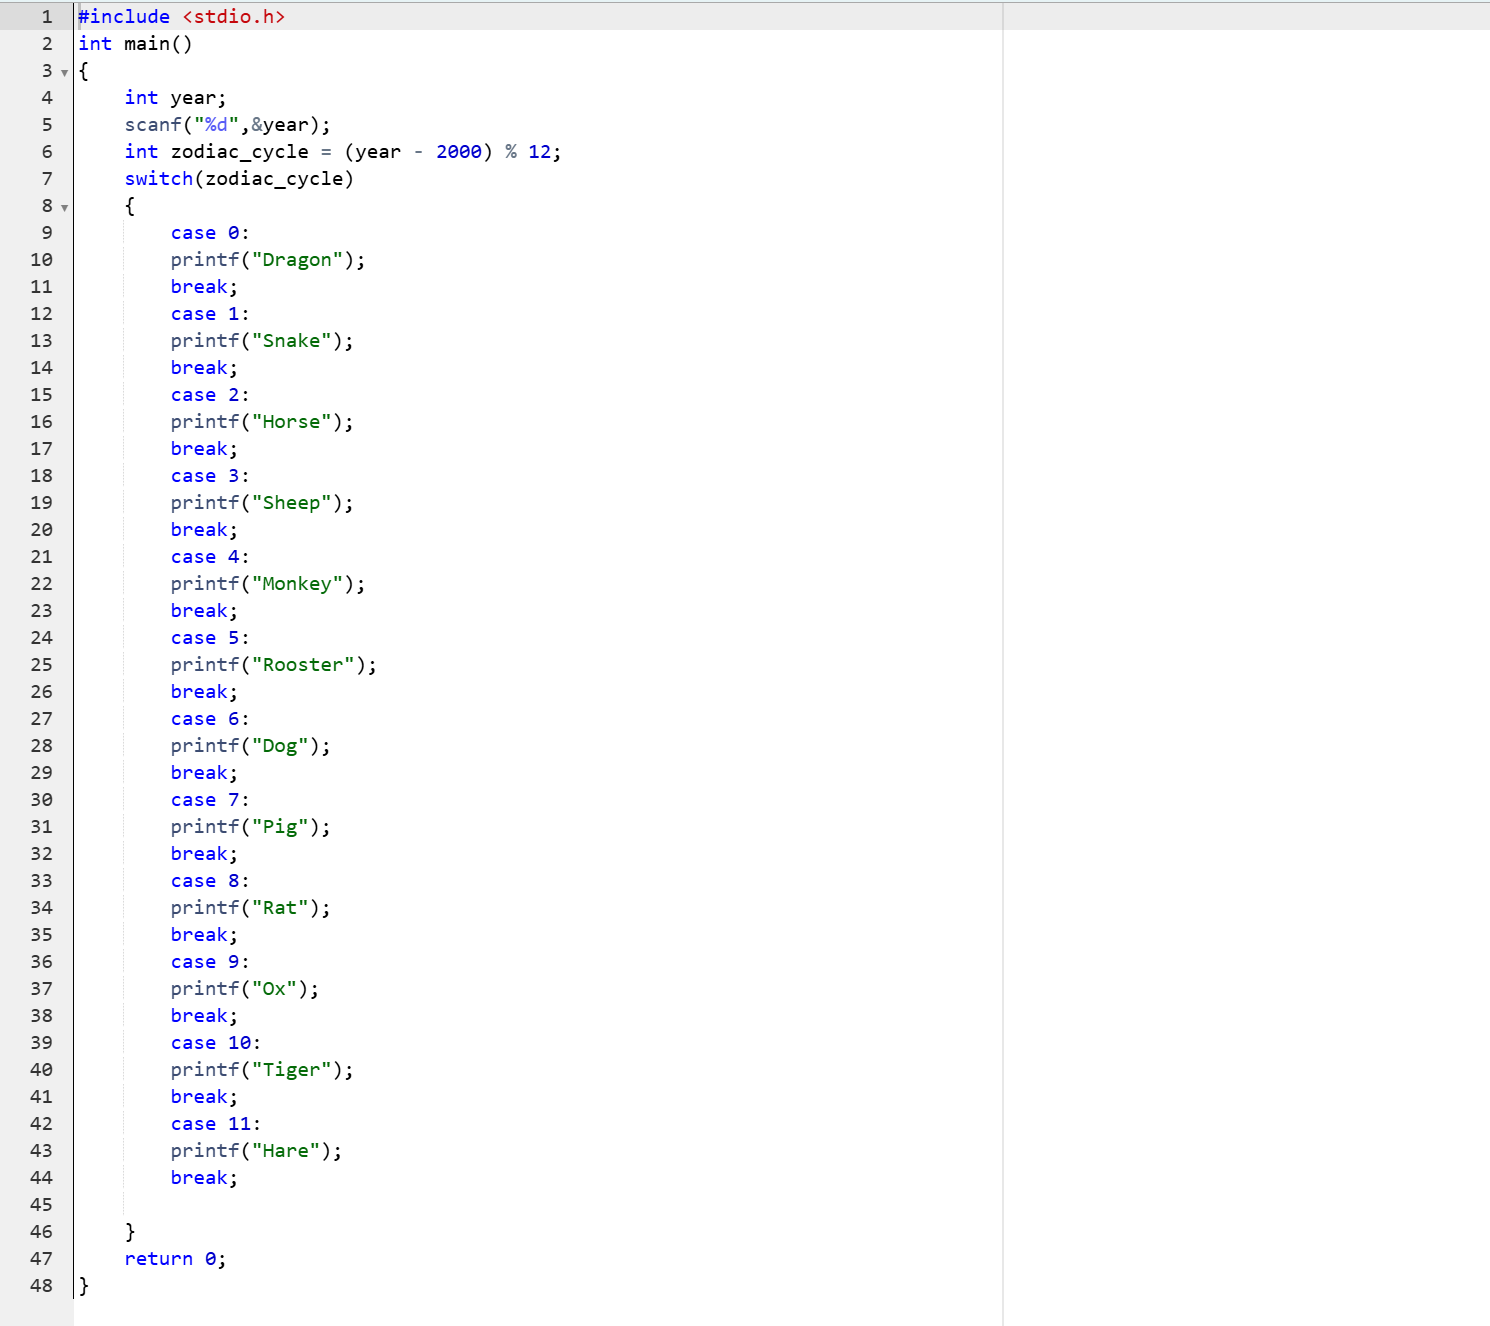 1 #include <stdio.h>
2 int main()
3 {
4     int year;
5     scanf("%d",&year);
6     int zodiac_cycle = (year - 2000) % 12;
7     switch(zodiac_cycle)
8     {
9         case 0:
10         printf("Dragon");
11         break;
12         case 1:
13         printf("Snake");
14         break;
15         case 2:
16         printf("Horse");
17         break;
18         case 3:
19         printf("Sheep");
20         break;
21         case 4:
22         printf("Monkey");
23         break;
24         case 5:
25         printf("Rooster");
26         break;
27         case 6:
28         printf("Dog");
29         break;
30         case 7:
31         printf("Pig");
32         break;
33         case 8:
34         printf("Rat");
35         break;
36         case 9:
37         printf("Ox");
38         break;
39         case 10:
40         printf("Tiger");
41         break;
42         case 11:
43         printf("Hare");
44         break;
45
46     }
47     return 0;
48 }